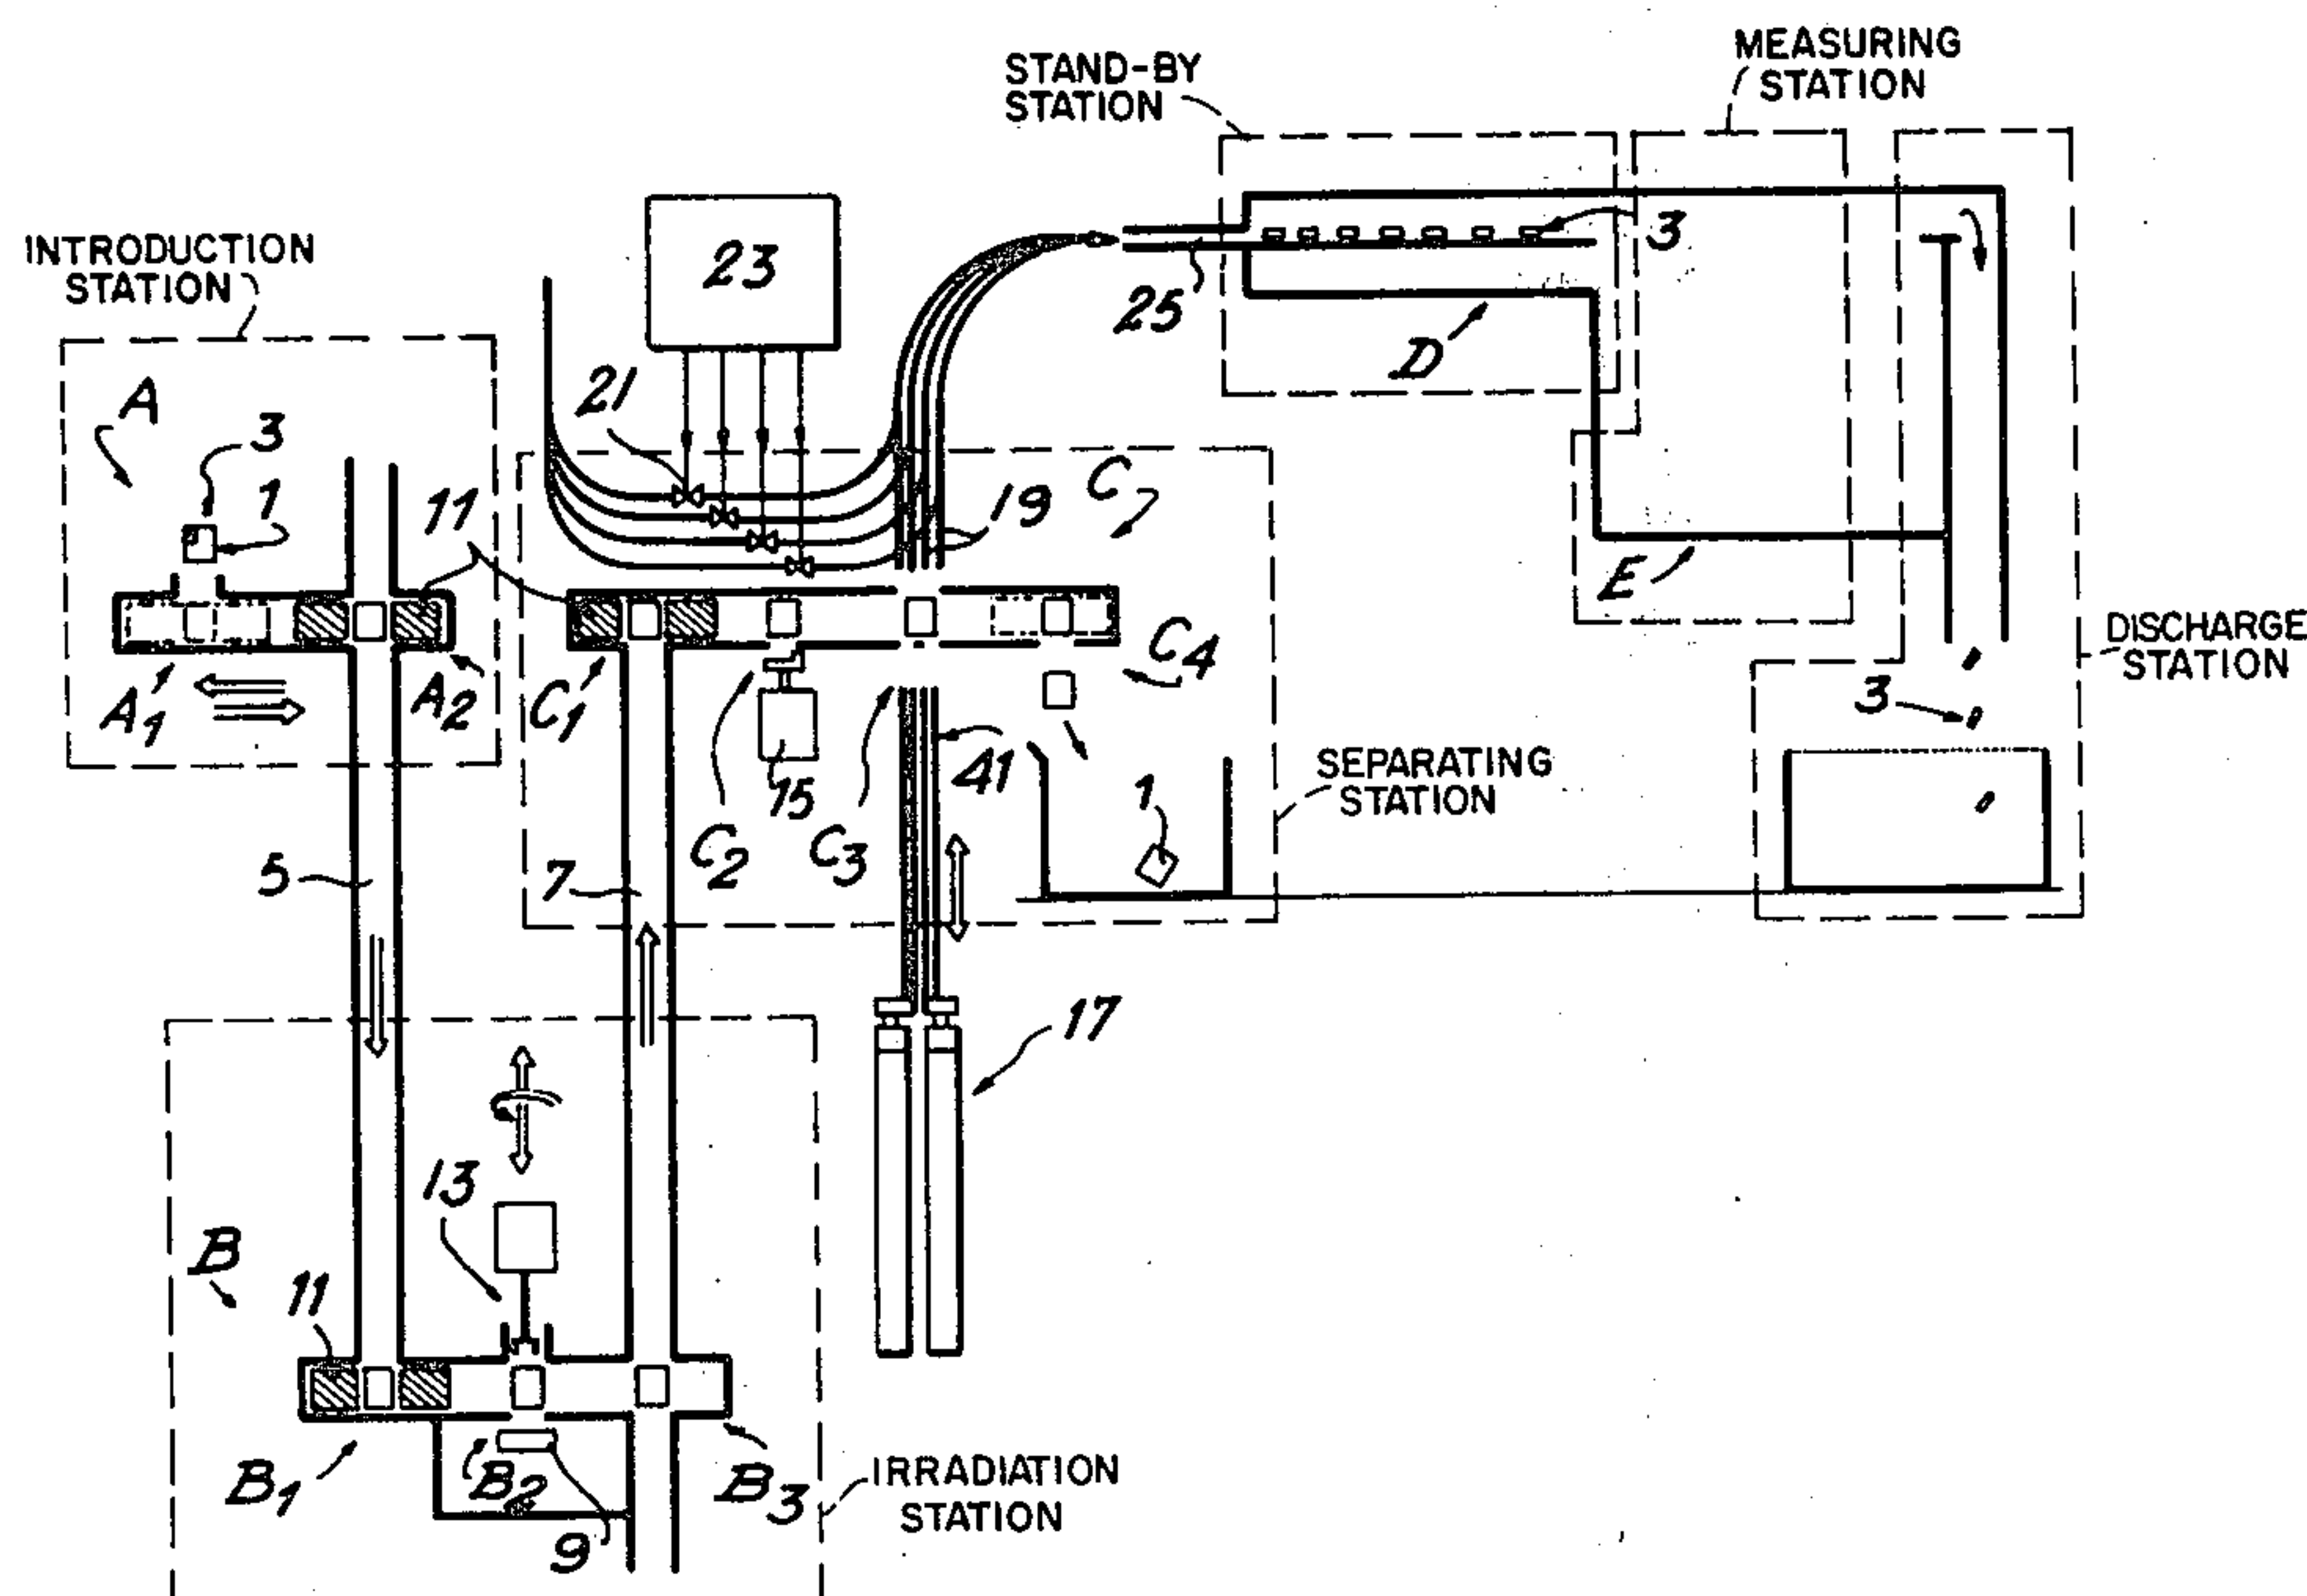 MEASURING
STATION
STAND-BY
STATION
INTRODUCTION
STATION
23
3
25
D
21
A
3
1
11
19
C
E
DISCHARGE
STATION
A1
A2
C1
C4
3
15
41
SEPARATING
STATION
1
C2
C3
5
7
17
13
B
11
B1
B2
B3
IRRADIATION
STATION
9